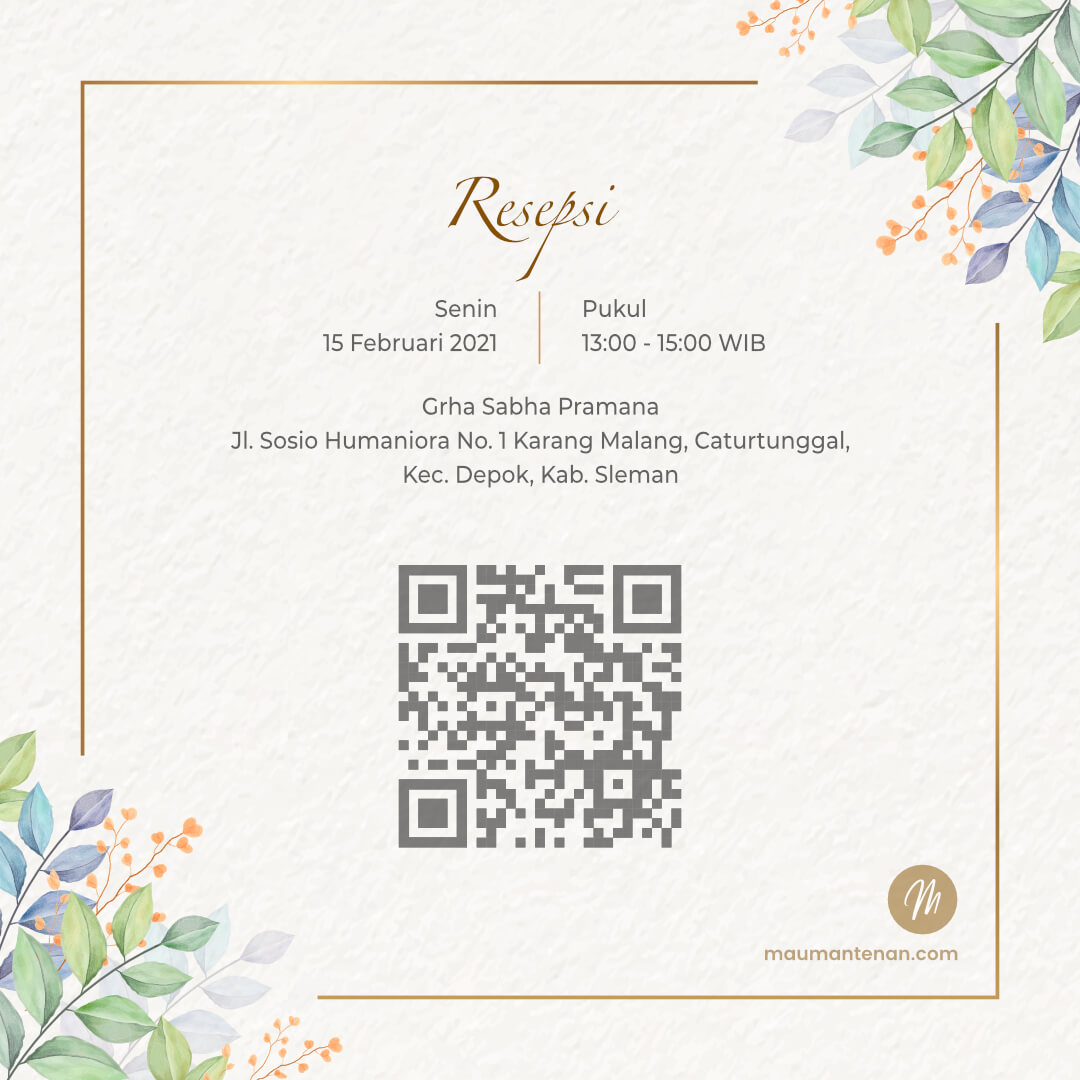 Resepsi
Senin
15 Februari 2021
Pukul
13:00 - 15:00 WIB
Grha Sabha Pramana
Jl. Sosio Humaniora No. 1 Karang Malang, Caturtunggal,
Kec. Depok, Kab. Sleman
M
maumantenan.com